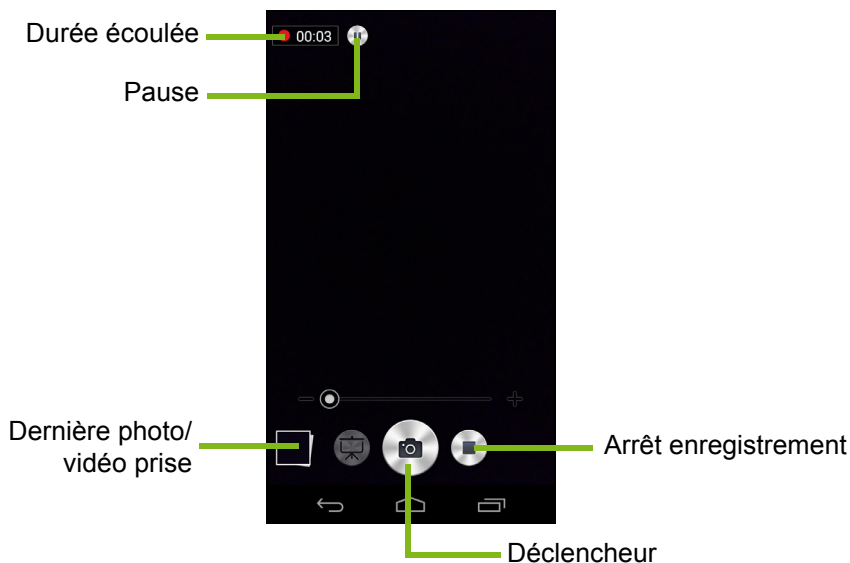 Durée écoulée
00:03
Pause
Dernière photo/
vidéo prise
Arrêt enregistrement
Déclencheur